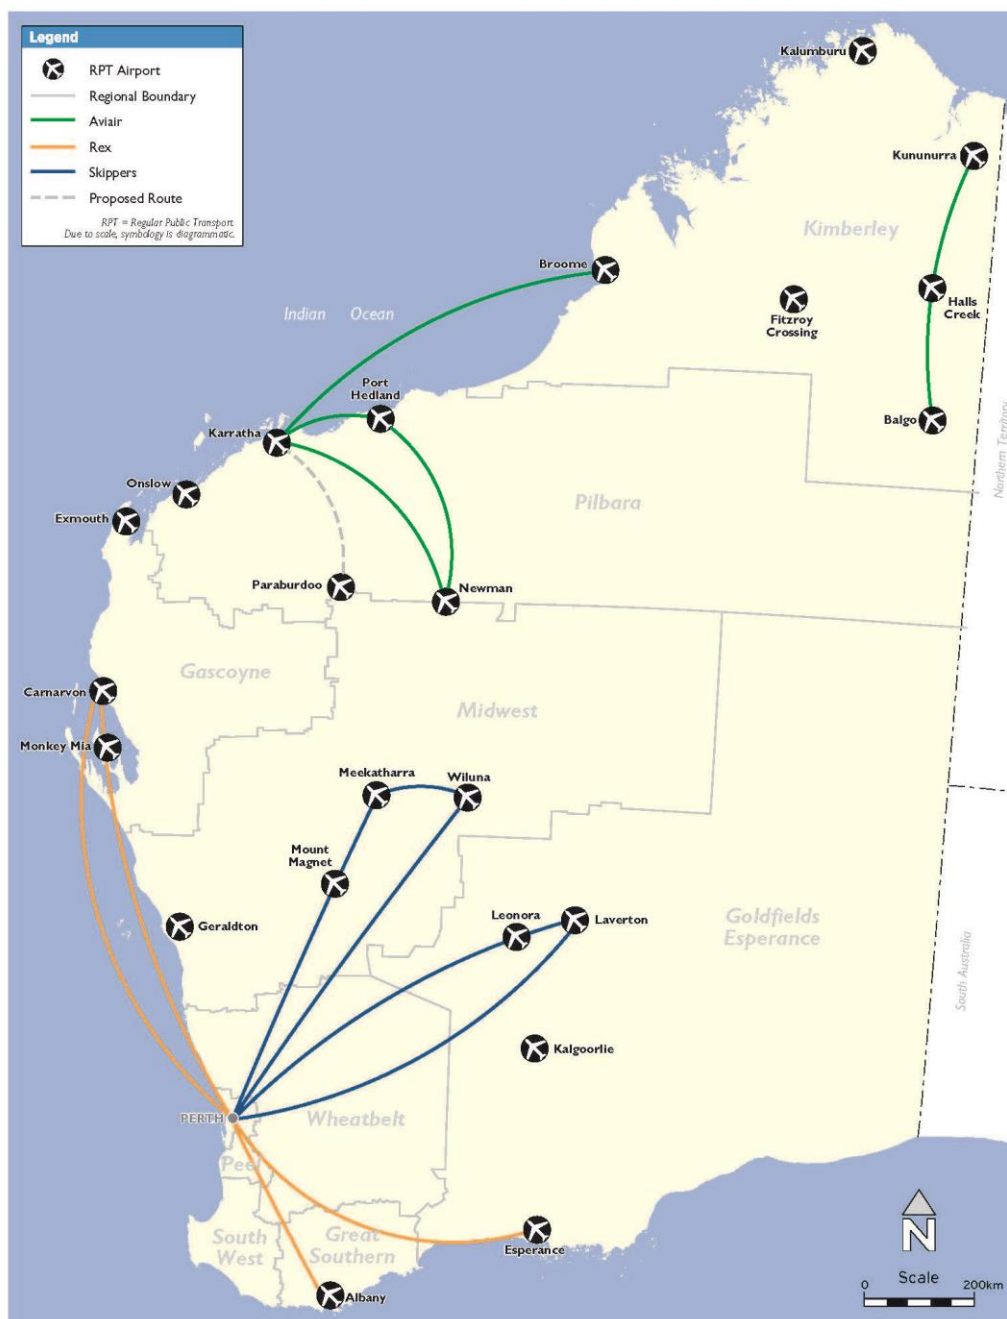 Legend
RPT Airport
Regional Boundary
Aviair
Rex
Skippers
Proposed Route
RPT = Regular Public Transport
Due to scale, symbology is diagrammatic.
Kalumburu
Kununurra
Kimberley
Broome
Halls
Creek
Fitzroy
Crossing
Indian Ocean
Port
Hedland
Balgo
Karratha
Northern Territory
Onslow
Pilbara
Exmouth
Paraburdoo
Newman
Gascoyne
Carnarvon
Midwest
Monkey Mia
Meekatharra
Wiluna
Mount
Magnet
Leonora
Laverton
Goldfields
Esperance
Geraldton
South Australia
Kalgoorlie
PERTH
Wheatbelt
Peel
South
West
Great
Southern
Esperance
Albany
N
Scale
0 200km